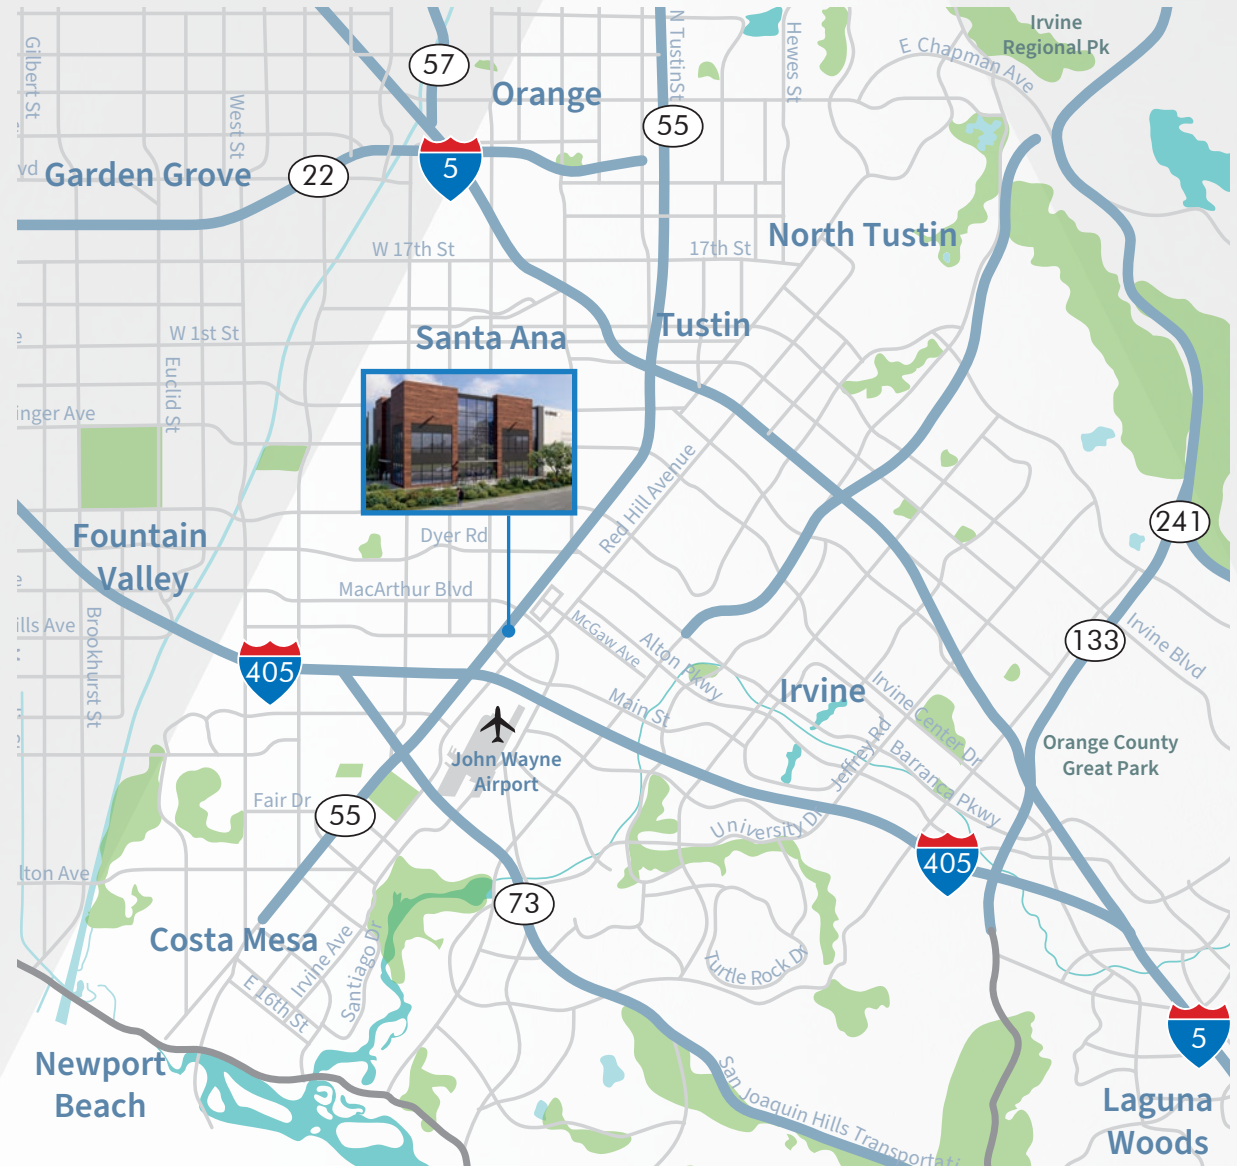 Irvine
Regional Pk
Gilbert St
N Tustin St
Hewes St
E Chapman Ave
57
Orange
West St
55
22
5
vd
Garden Grove
North Tustin
W 17th St
17th St
Tustin
W 1st St
Santa Ana
Euclid St
inger Ave
Red Hill Avenue
241
Fountain
Valley
Dyer Rd
MacArthur Blvd
McGaw Ave
Alton Pkwy
133
Irvine Blvd
ills Ave
Brookhurst St
405
Main St
Irvine
Irvine Center Dr
Jeffrey Rd
Barranca Pkwy
Orange County
Great Park
John Wayne
Airport
Fair Dr
55
University Dr
405
lton Ave
73
Costa Mesa
Irvine Ave
Santiago Dr
E 16th St
Turtle Rock Dr
5
Newport
Beach
San Joaquin Hills Transportati
Laguna
Woods